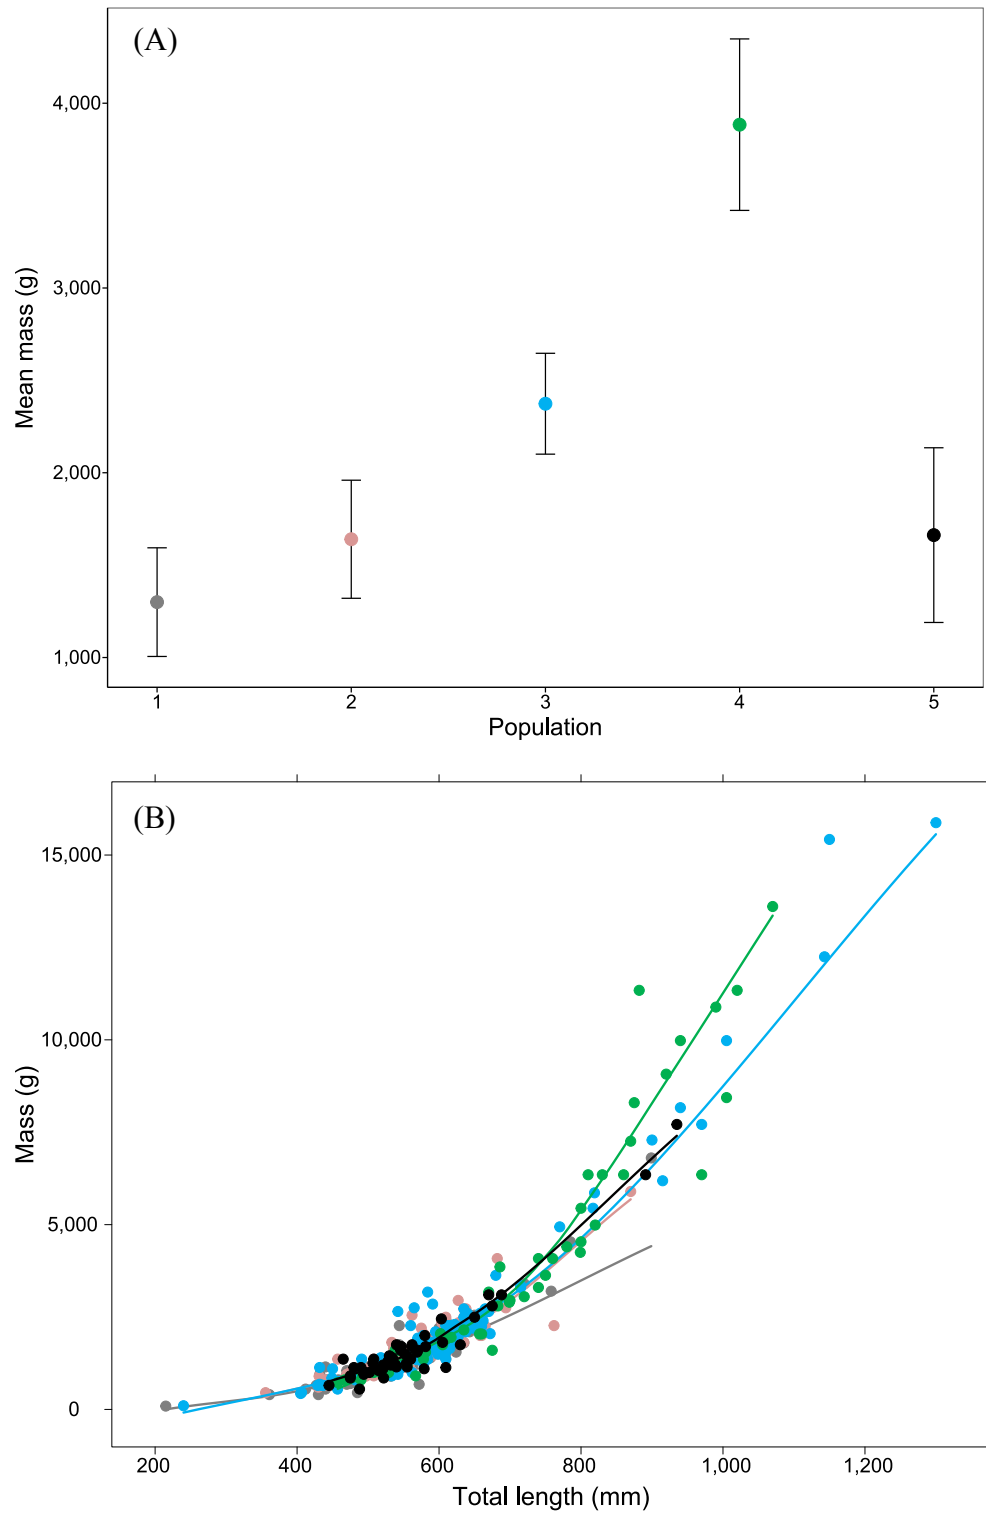 (A)
4,000
3,000
2,000
1,000
Mean mass (g)
1 2 3 4 5
Population
(B)
15,000
10,000
5,000
0
Mass (g)
200 400 600 800 1,000 1,200
Total length (mm)